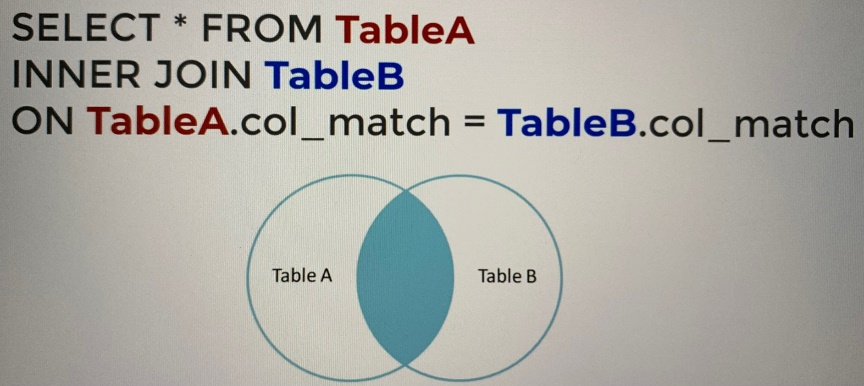 SELECT * FROM TableA
INNER JOIN TableB
ON TableA.col_match = TableB.col_match
Table A
Table B